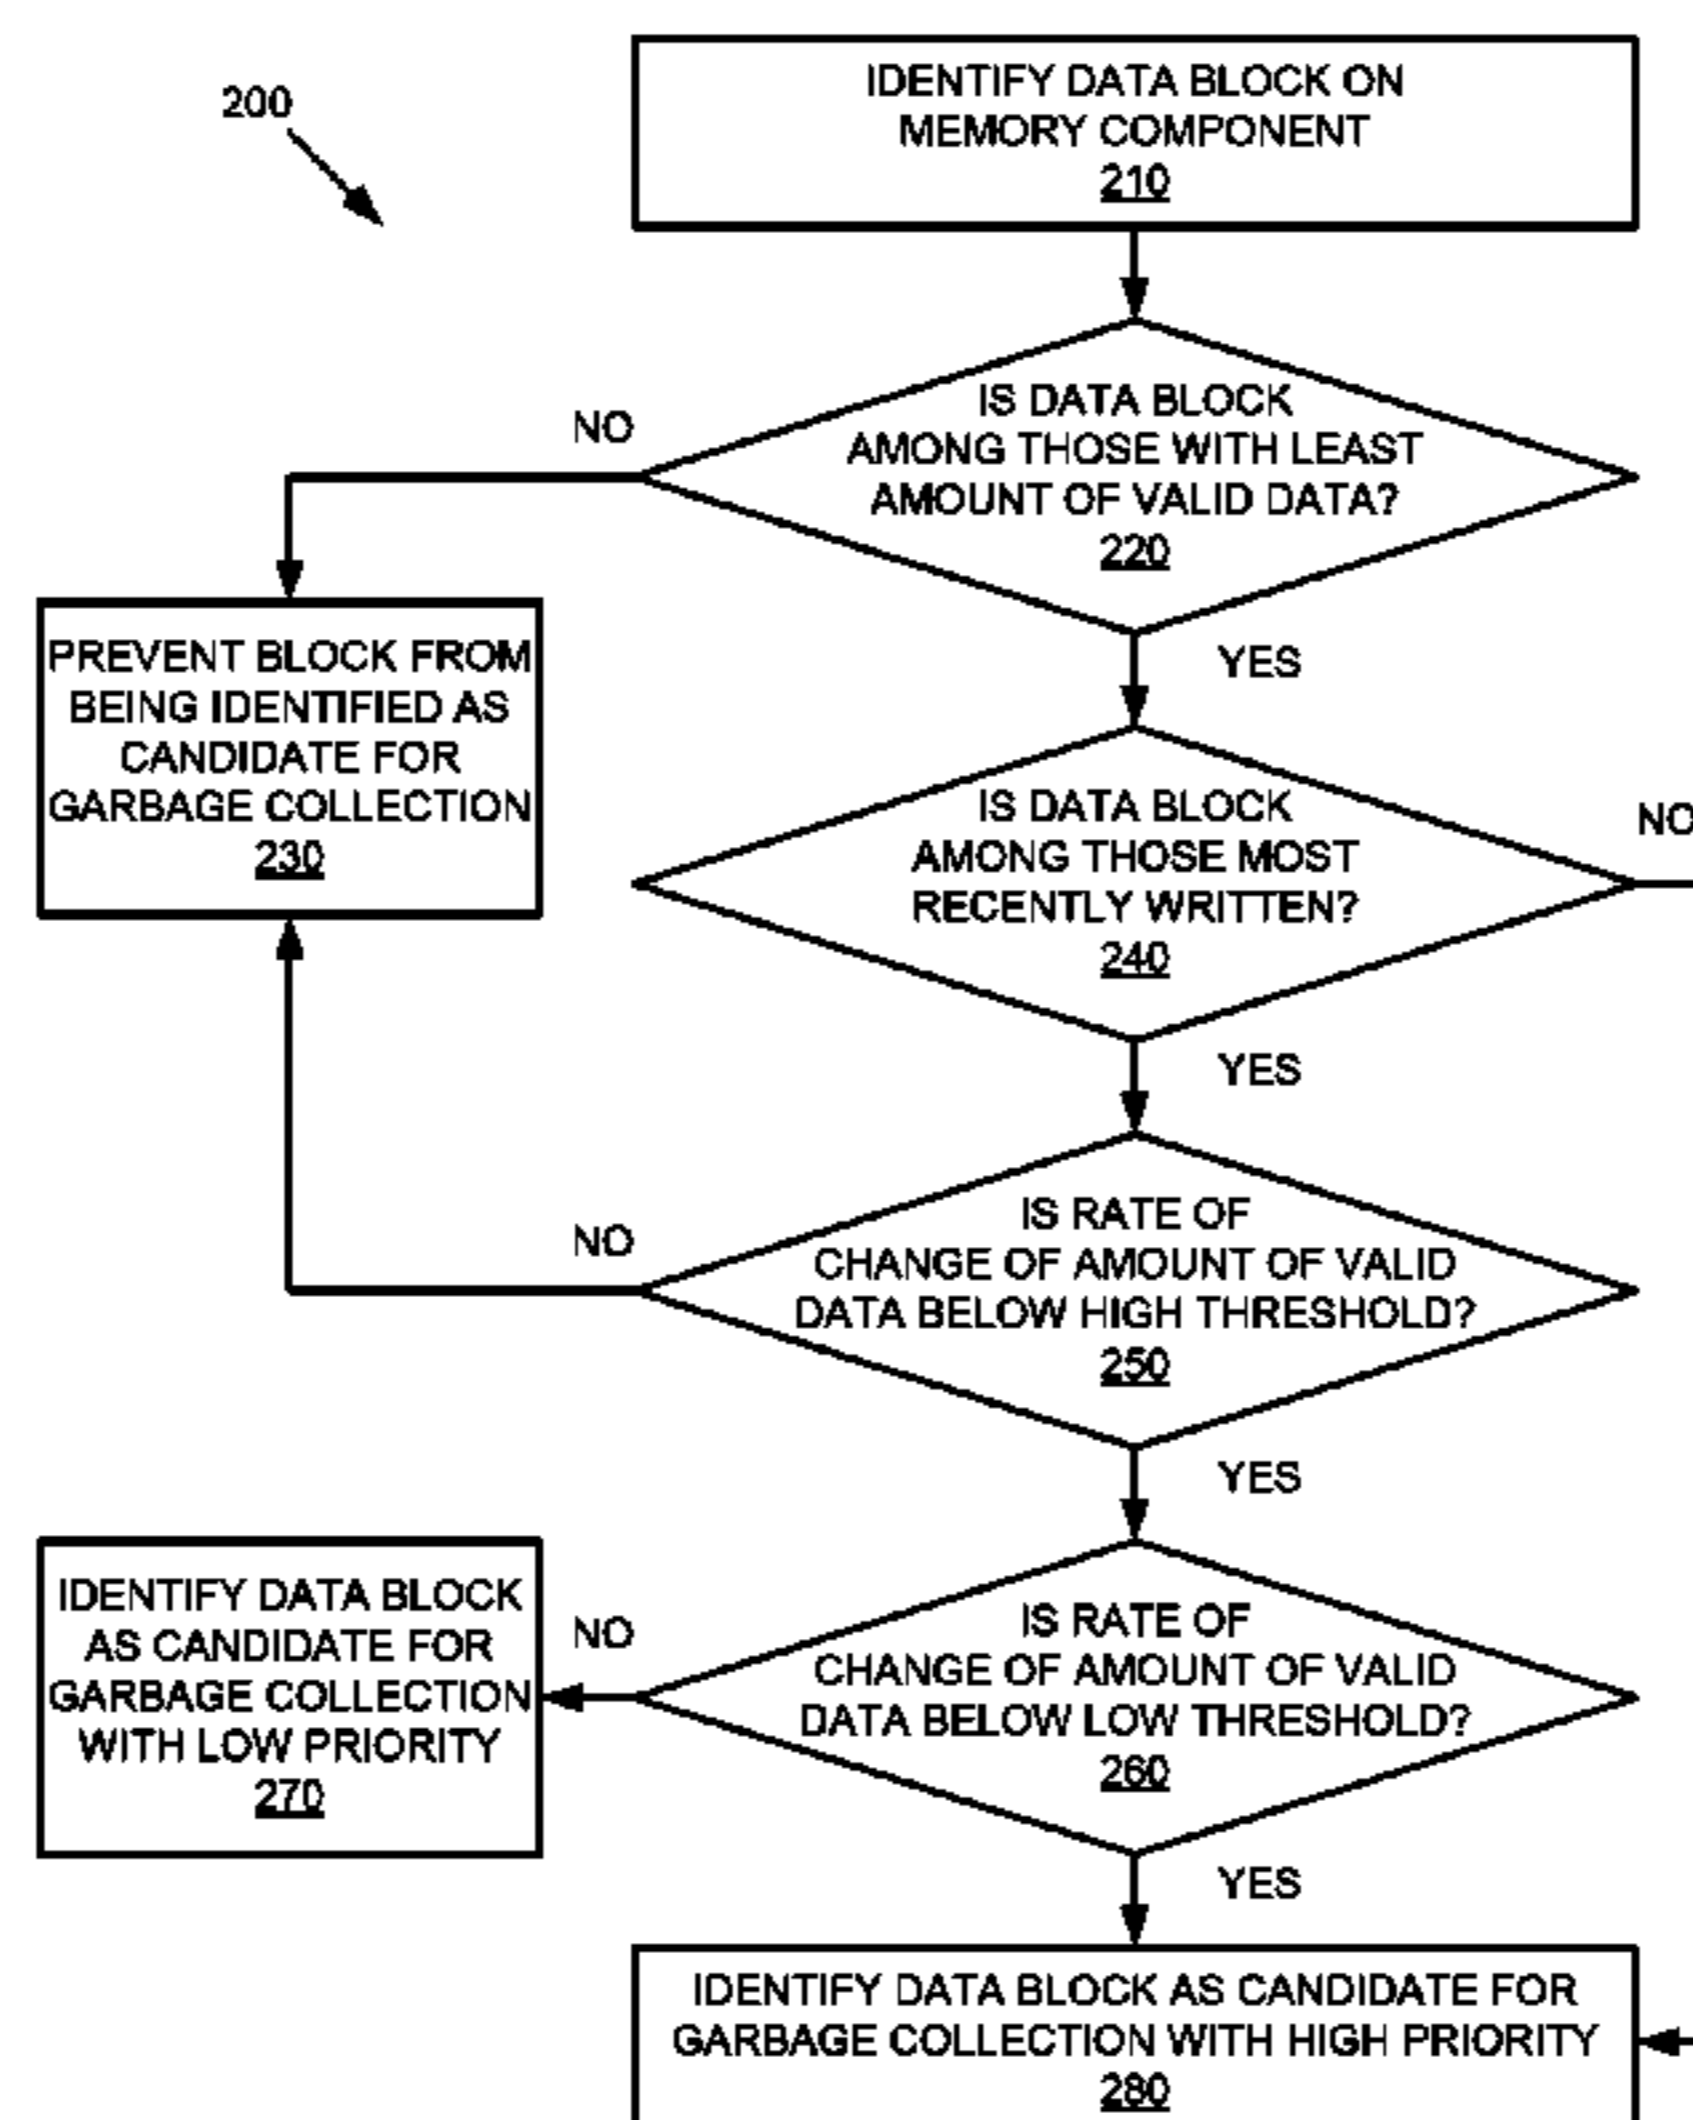 200
IDENTIFY DATA BLOCK ON
MEMORY COMPONENT
210
IS DATA BLOCK
AMONG THOSE WITH LEAST
AMOUNT OF VALID DATA?
220
NO
YES
PREVENT BLOCK FROM
BEING IDENTIFIED AS
CANDIDATE FOR
GARBAGE COLLECTION
230
IS DATA BLOCK
AMONG THOSE MOST
RECENTLY WRITTEN?
240
NO
YES
IS RATE OF
CHANGE OF AMOUNT OF VALID
DATA BELOW HIGH THRESHOLD?
250
NO
YES
IS RATE OF
CHANGE OF AMOUNT OF VALID
DATA BELOW LOW THRESHOLD?
260
NO
YES
IDENTIFY DATA BLOCK
AS CANDIDATE FOR
GARBAGE COLLECTION
WITH LOW PRIORITY
270
IDENTIFY DATA BLOCK AS CANDIDATE FOR
GARBAGE COLLECTION WITH HIGH PRIORITY
280